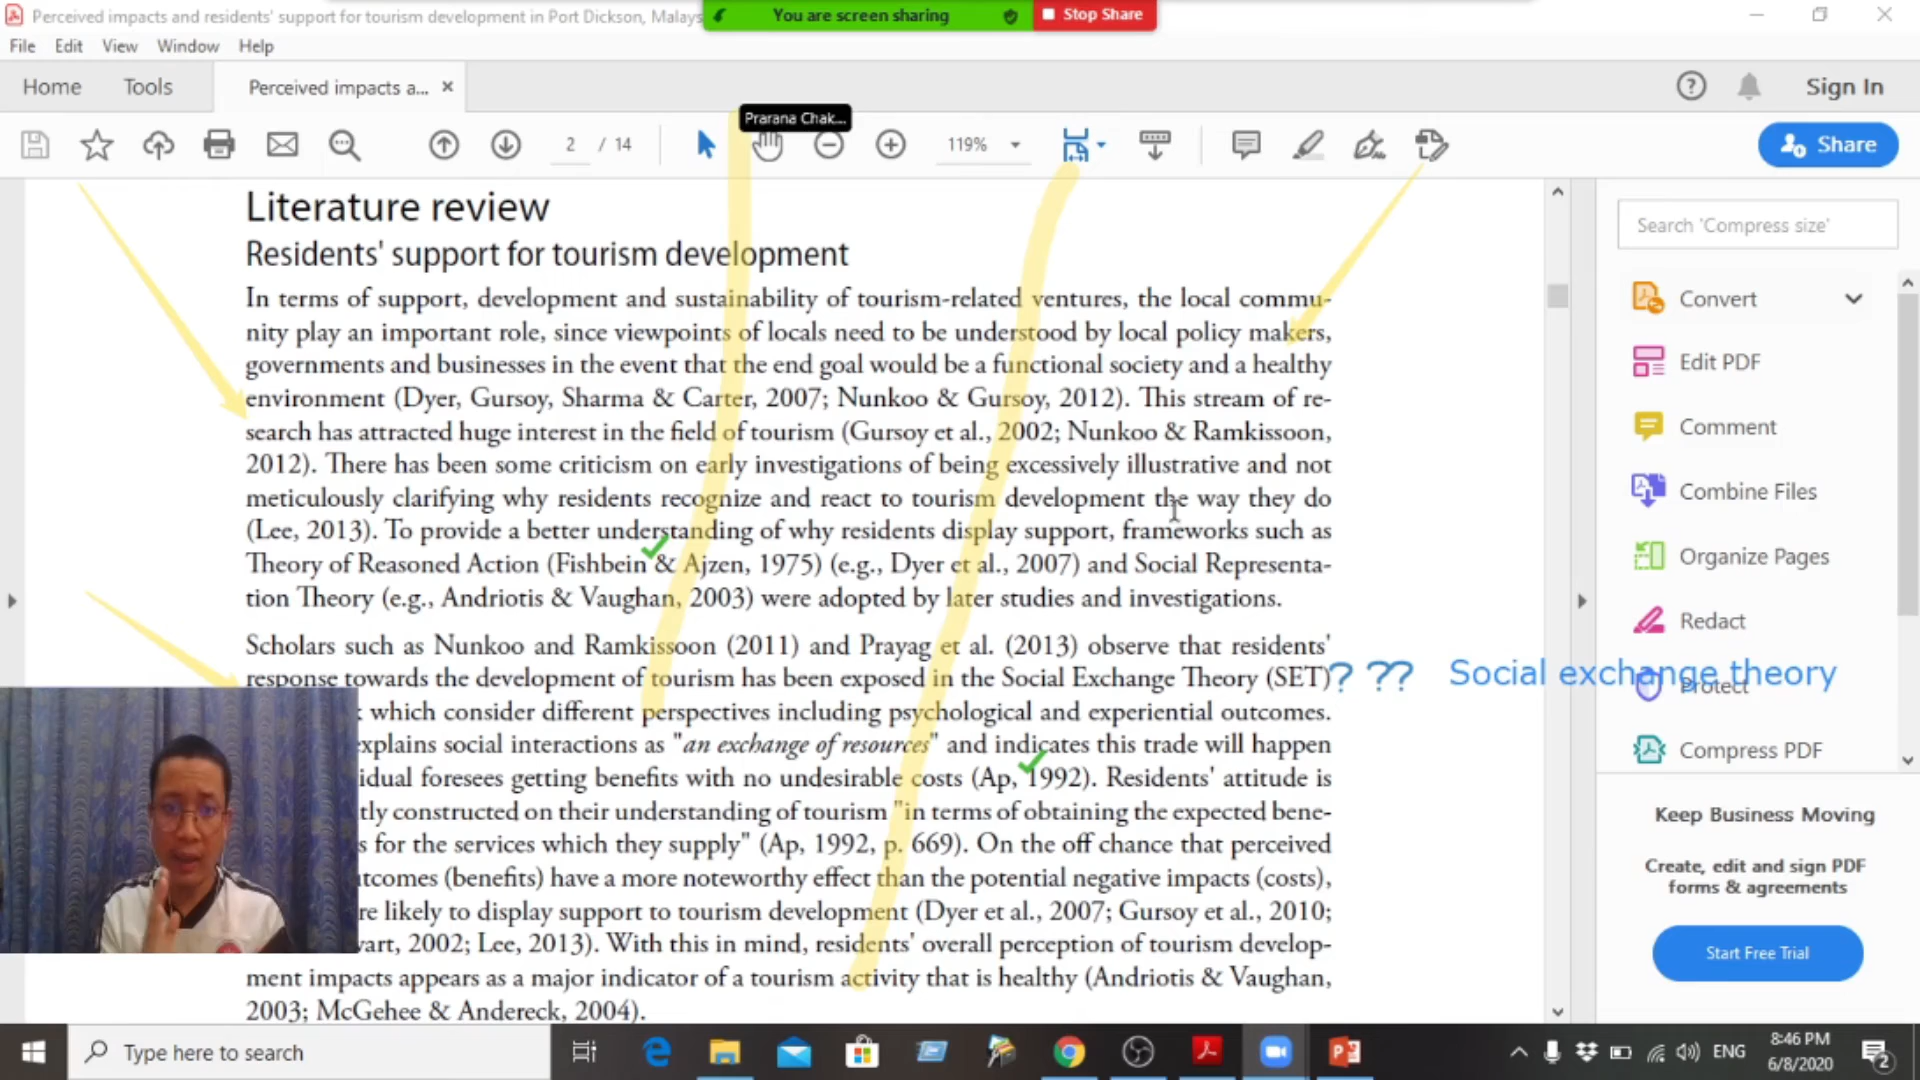 Perceived impacts and residents' support for tourism development in Port Dickson, Malays
You are screen sharing
Stop Share
File Edit View Window Help
Home Tools Perceived impacts a... ×
? Sign In
Prarana Chak...
2 / 14
119%
Share
Literature review
Residents' support for tourism development
In terms of support, development and sustainability of tourism-related ventures, the local commu-
nity play an important role, since viewpoints of locals need to be understood by local policy makers,
governments and businesses in the event that the end goal would be a functional society and a healthy
environment (Dyer, Gursoy, Sharma & Carter, 2007; Nunkoo & Gursoy, 2012). This stream of re-
search has attracted huge interest in the field of tourism (Gursoy et al., 2002; Nunkoo & Ramkissoon,
2012). There has been some criticism on early investigations of being excessively illustrative and not
meticulously clarifying why residents recognize and react to tourism development the way they do
(Lee, 2013). To provide a better understanding of why residents display support, frameworks such as
Theory of Reasoned Action (Fishbein & Ajzen, 1975) (e.g., Dyer et al., 2007) and Social Representa-
tion Theory (e.g., Andriotis & Vaughan, 2003) were adopted by later studies and investigations.
Scholars such as Nunkoo and Ramkissoon (2011) and Prayag et al. (2013) observe that residents'
response towards the development of tourism has been exposed in the Social Exchange Theory (SET)
? ?? Social exchange theory
which consider different perspectives including psychological and experiential outcomes.
explains social interactions as "an exchange of resources" and indicates this trade will happen
idual foresees getting benefits with no undesirable costs (Ap, 1992). Residents' attitude is
tly constructed on their understanding of tourism "in terms of obtaining the expected bene-
s for the services which they supply" (Ap, 1992, p. 669). On the off chance that perceived
tcomes (benefits) have a more noteworthy effect than the potential negative impacts (costs),
re likely to display support to tourism development (Dyer et al., 2007; Gursoy et al., 2010;
vart, 2002; Lee, 2013). With this in mind, residents' overall perception of tourism develop-
ment impacts appears as a major indicator of a tourism activity that is healthy (Andriotis & Vaughan,
2003; McGehee & Andereck, 2004).
Search 'Compress size'
Convert
Edit PDF
Comment
Combine Files
Organize Pages
Redact
Protect
Compress PDF
Keep Business Moving
Create, edit and sign PDF
forms & agreements
Start Free Trial
Type here to search
ENG
8:46 PM
6/8/2020
2